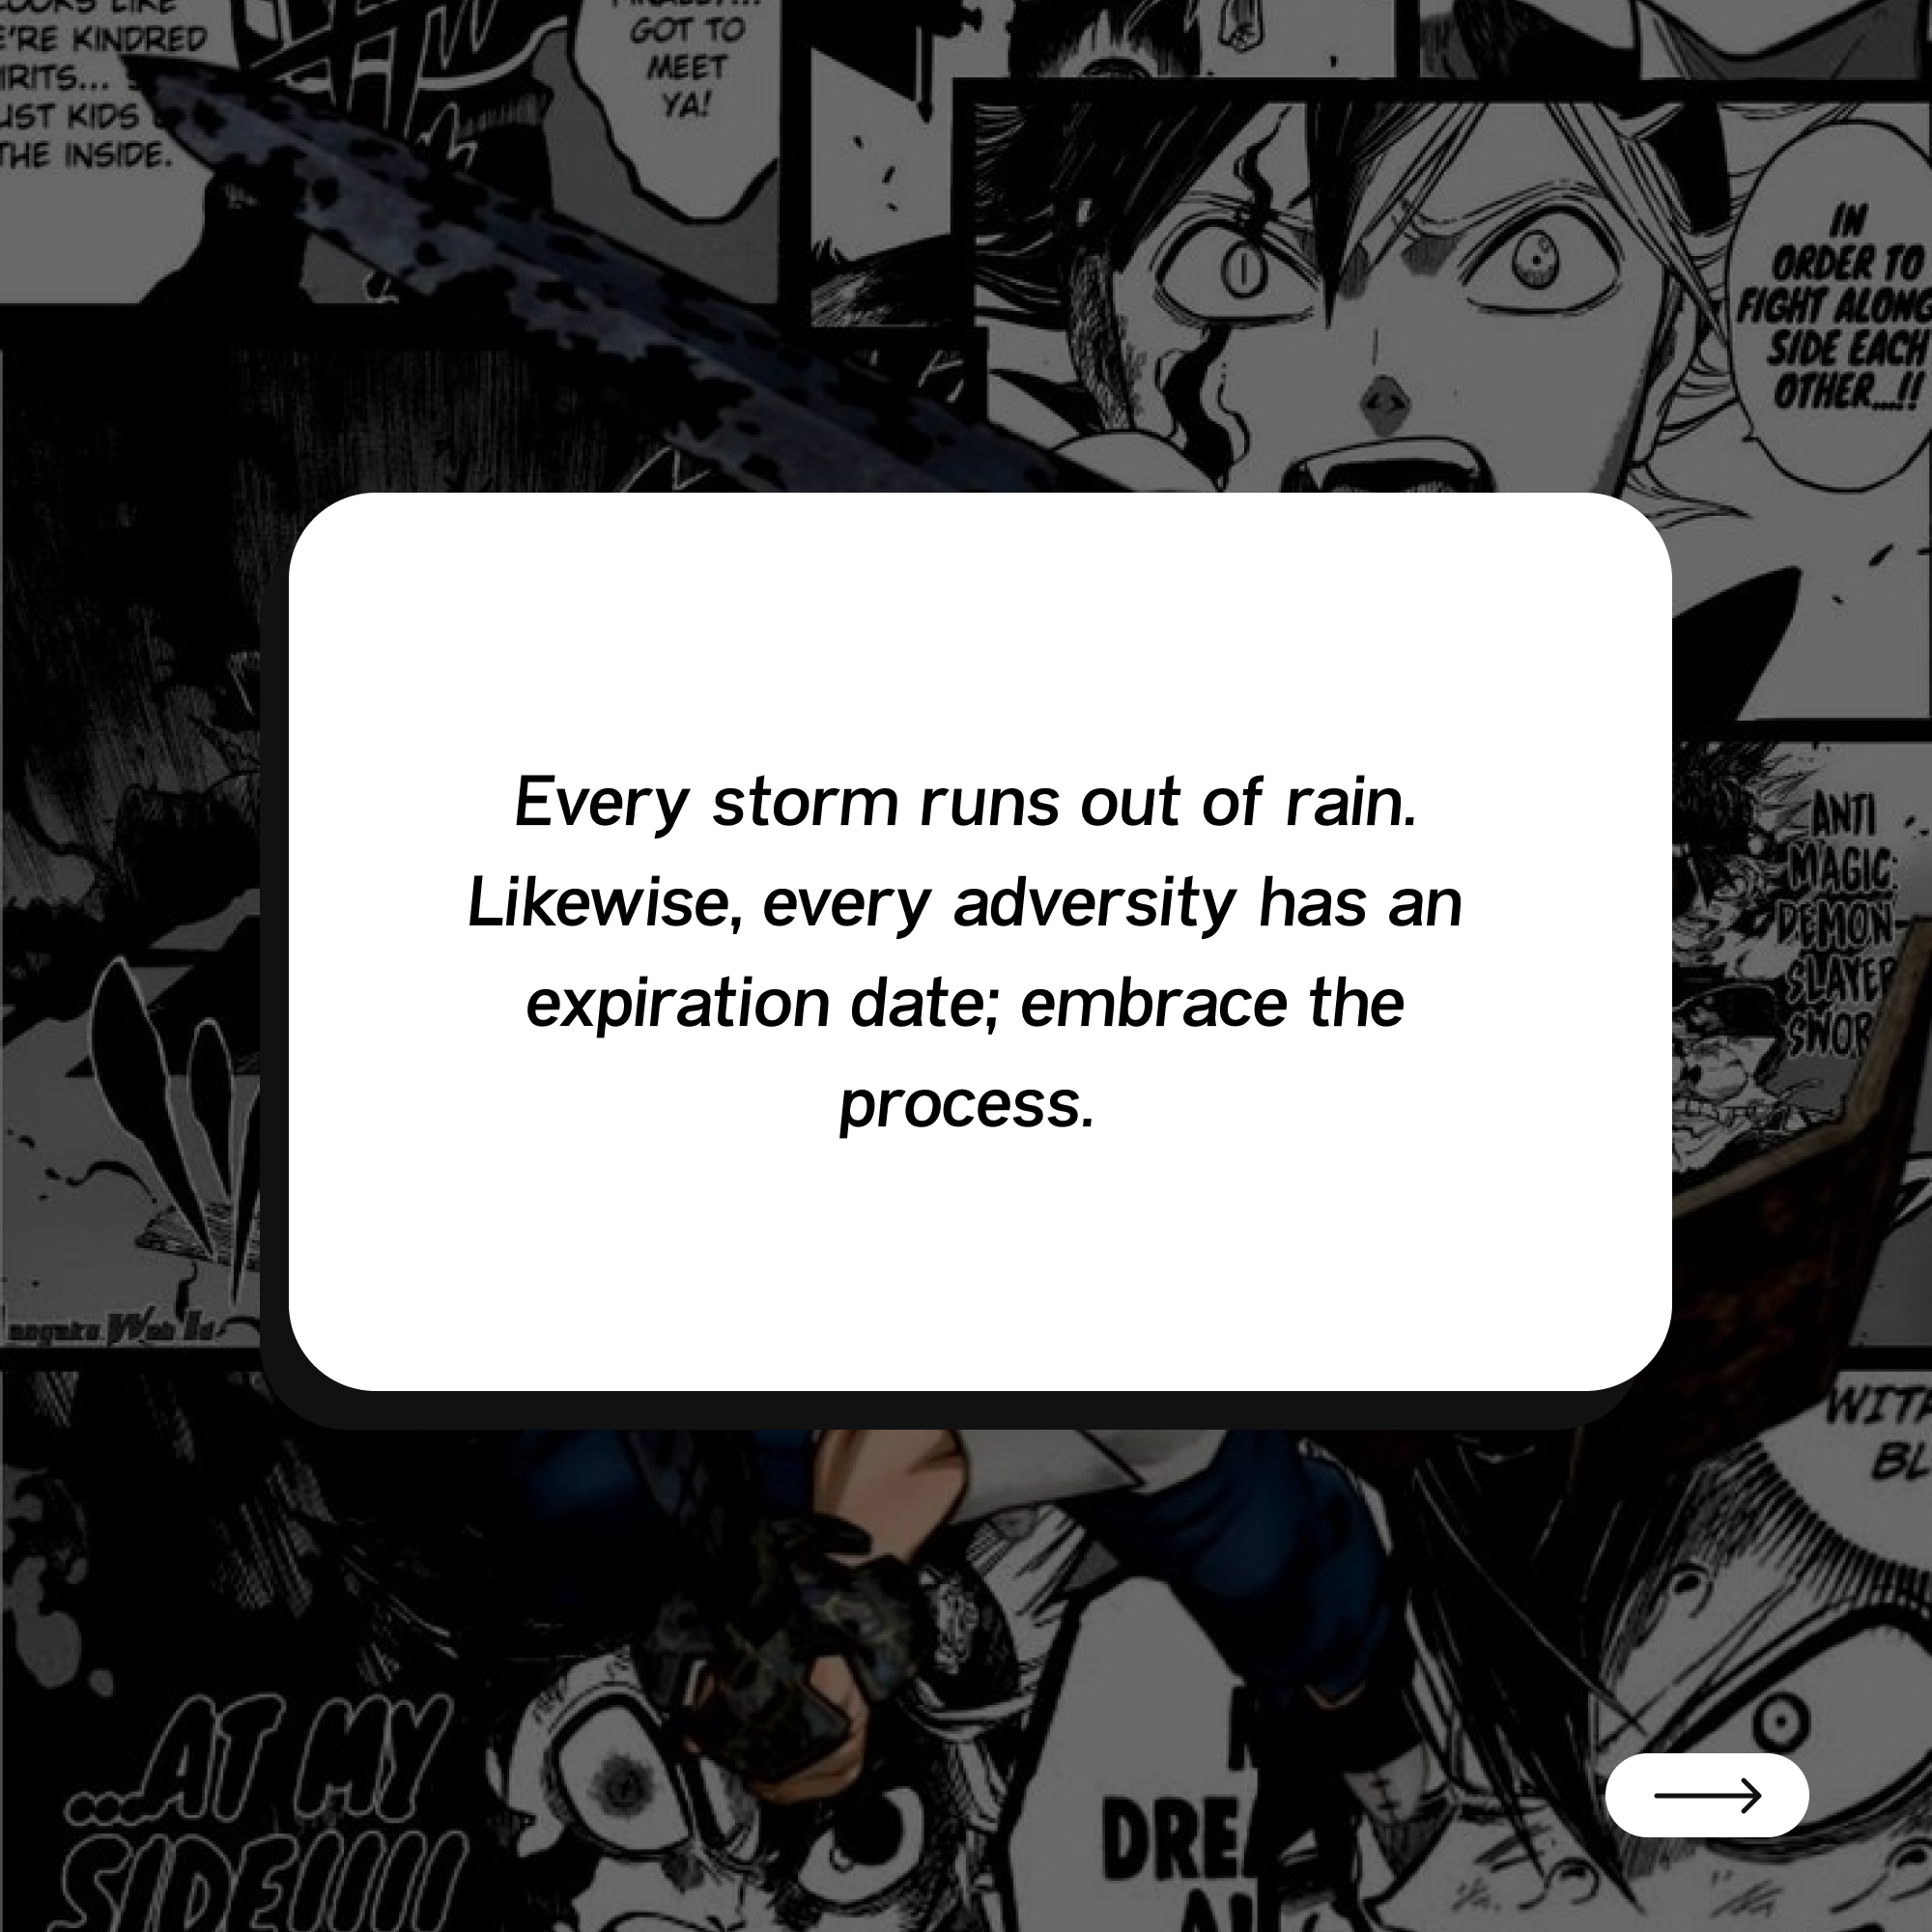 E'RE KINDRED
JUST KIDS
THE INSIDE.
GOT TO
MEET
YA!
IN
ORDER TO
FIGHT ALONG
SIDE EACH
OTHER...!!
Every storm runs out of rain.
Likewise, every adversity has an
expiration date; embrace the
process.
ANTI
MAGIC
DEMON-
SLAYER
...AT MY
SIDE!!!!